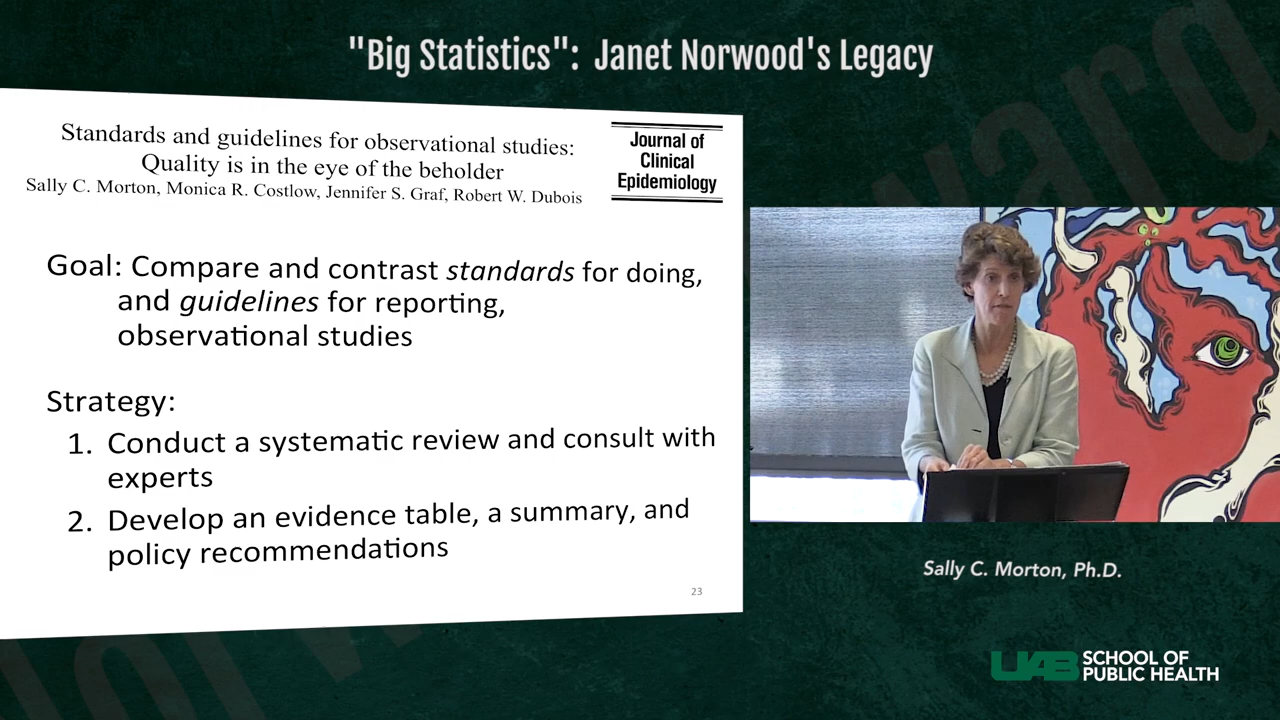 "Big Statistics": Janet Norwood's Legacy
Standards and guidelines for observational studies:
Quality is in the eye of the beholder
Sally C. Morton, Monica R. Costlow, Jennifer S. Graf, Robert W. Dubois
Journal of
Clinical
Epidemiology
Goal: Compare and contrast standards for doing,
and guidelines for reporting,
observational studies
Strategy:
1. Conduct a systematic review and consult with
experts
2. Develop an evidence table, a summary, and
policy recommendations
23
Sally C. Morton, Ph.D.
UAB SCHOOL OF
PUBLIC HEALTH